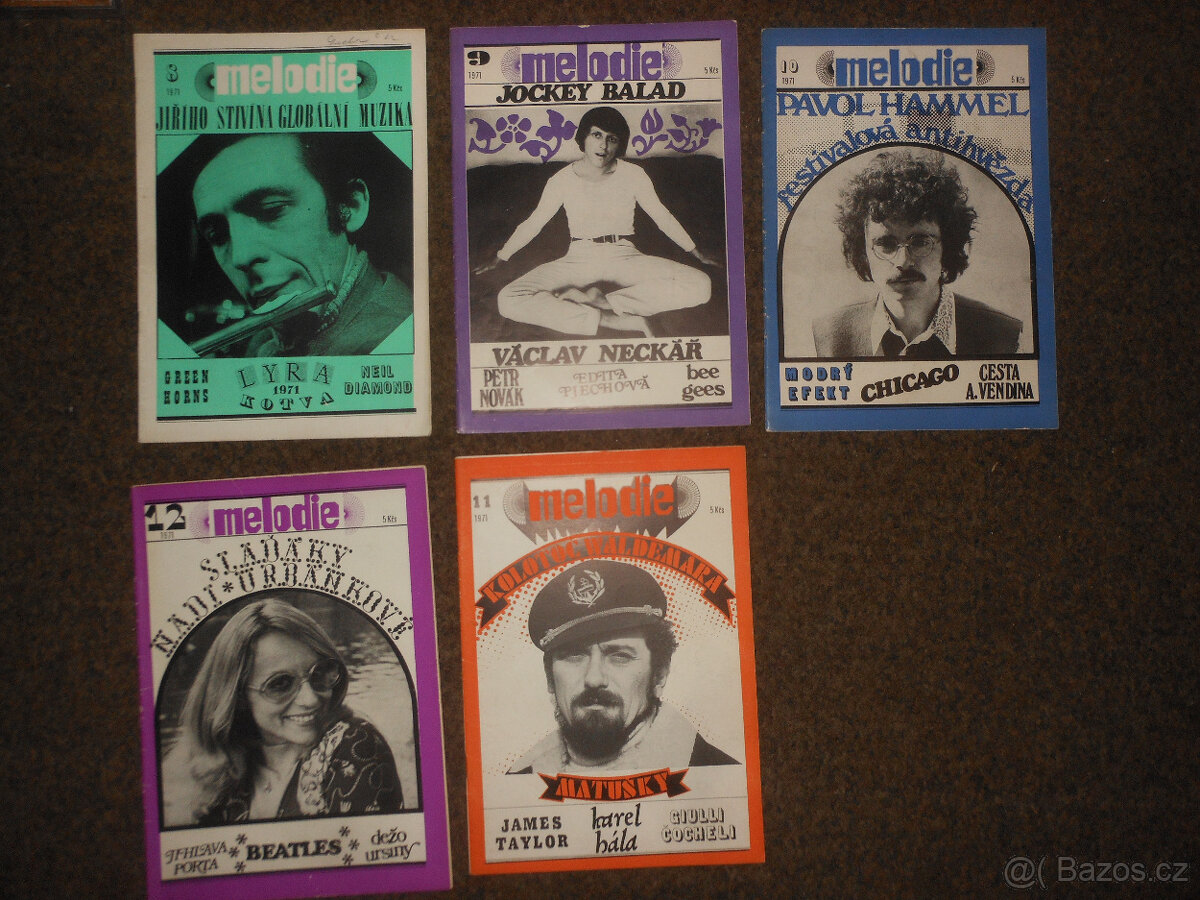 8
1971
melodie
5 Kčs
JIŘÍHO STIVÍNA GLOBÁLNÍ MUZIKA
GREEN HORNS
LYRA 1971 KOTVA
NEIL DIAMOND
9
1971
melodie
5 Kčs
JOCKEY BALAD
VÁCLAV NECKÁŘ
PETR NOVÁK
EDITA PIECHOVÁ
bee gees
10
1971
melodie
5 Kčs
PAVOL HAMMEL
festivalová antihvězda
MODRÝ EFEKT
CHICAGO
CESTA A. VENDINA
12
1971
melodie
5 Kčs
SLAĎÁKY
NADI * URBÁNKOVÉ
JIHLAVA PORTA
* * BEATLES * *
dežo ursiny
11
1971
melodie
5 Kčs
KOLOTOČ WALDEMARA
MATUŠKY
JAMES TAYLOR
karel hála
GIULLI ČOCHELI
@( Bazos.cz